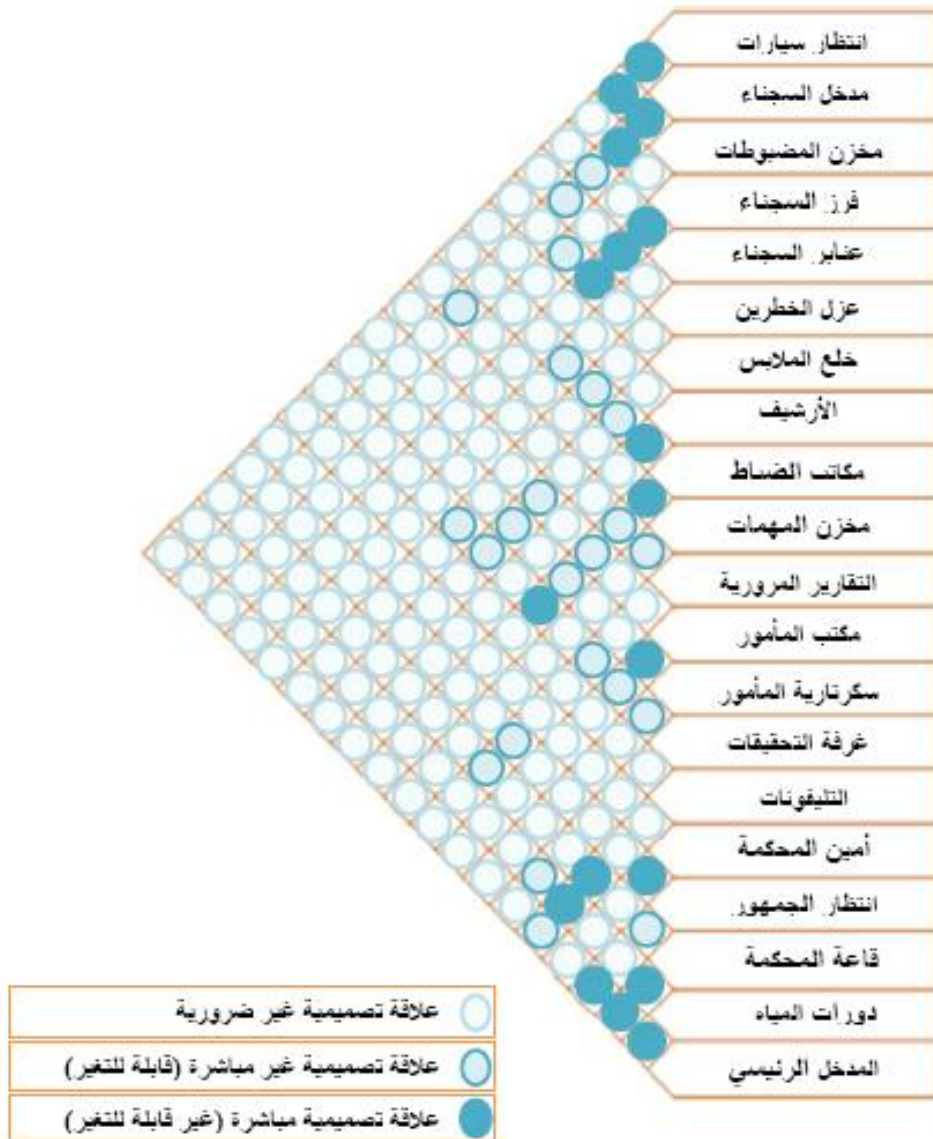 انتظار سيارات
مدخل السجناء
مخزن المضبوطات
فرز السجناء
عنابر السجناء
عزل الخطرين
خلع الملابس
الأرشيف
مكاتب الضباط
مخزن المهمات
التقارير المرورية
مكتب المأمور
سكرتارية المأمور
غرفة التحقيقات
التليفونات
أمين المحكمة
انتظار الجمهور
قاعة المحكمة
دورات المياه
المدخل الرئيسي
علاقة تصميمية غير ضرورية
علاقة تصميمية غير مباشرة (قابلة للتغير)
علاقة تصميمية مباشرة (غير قابلة للتغير)